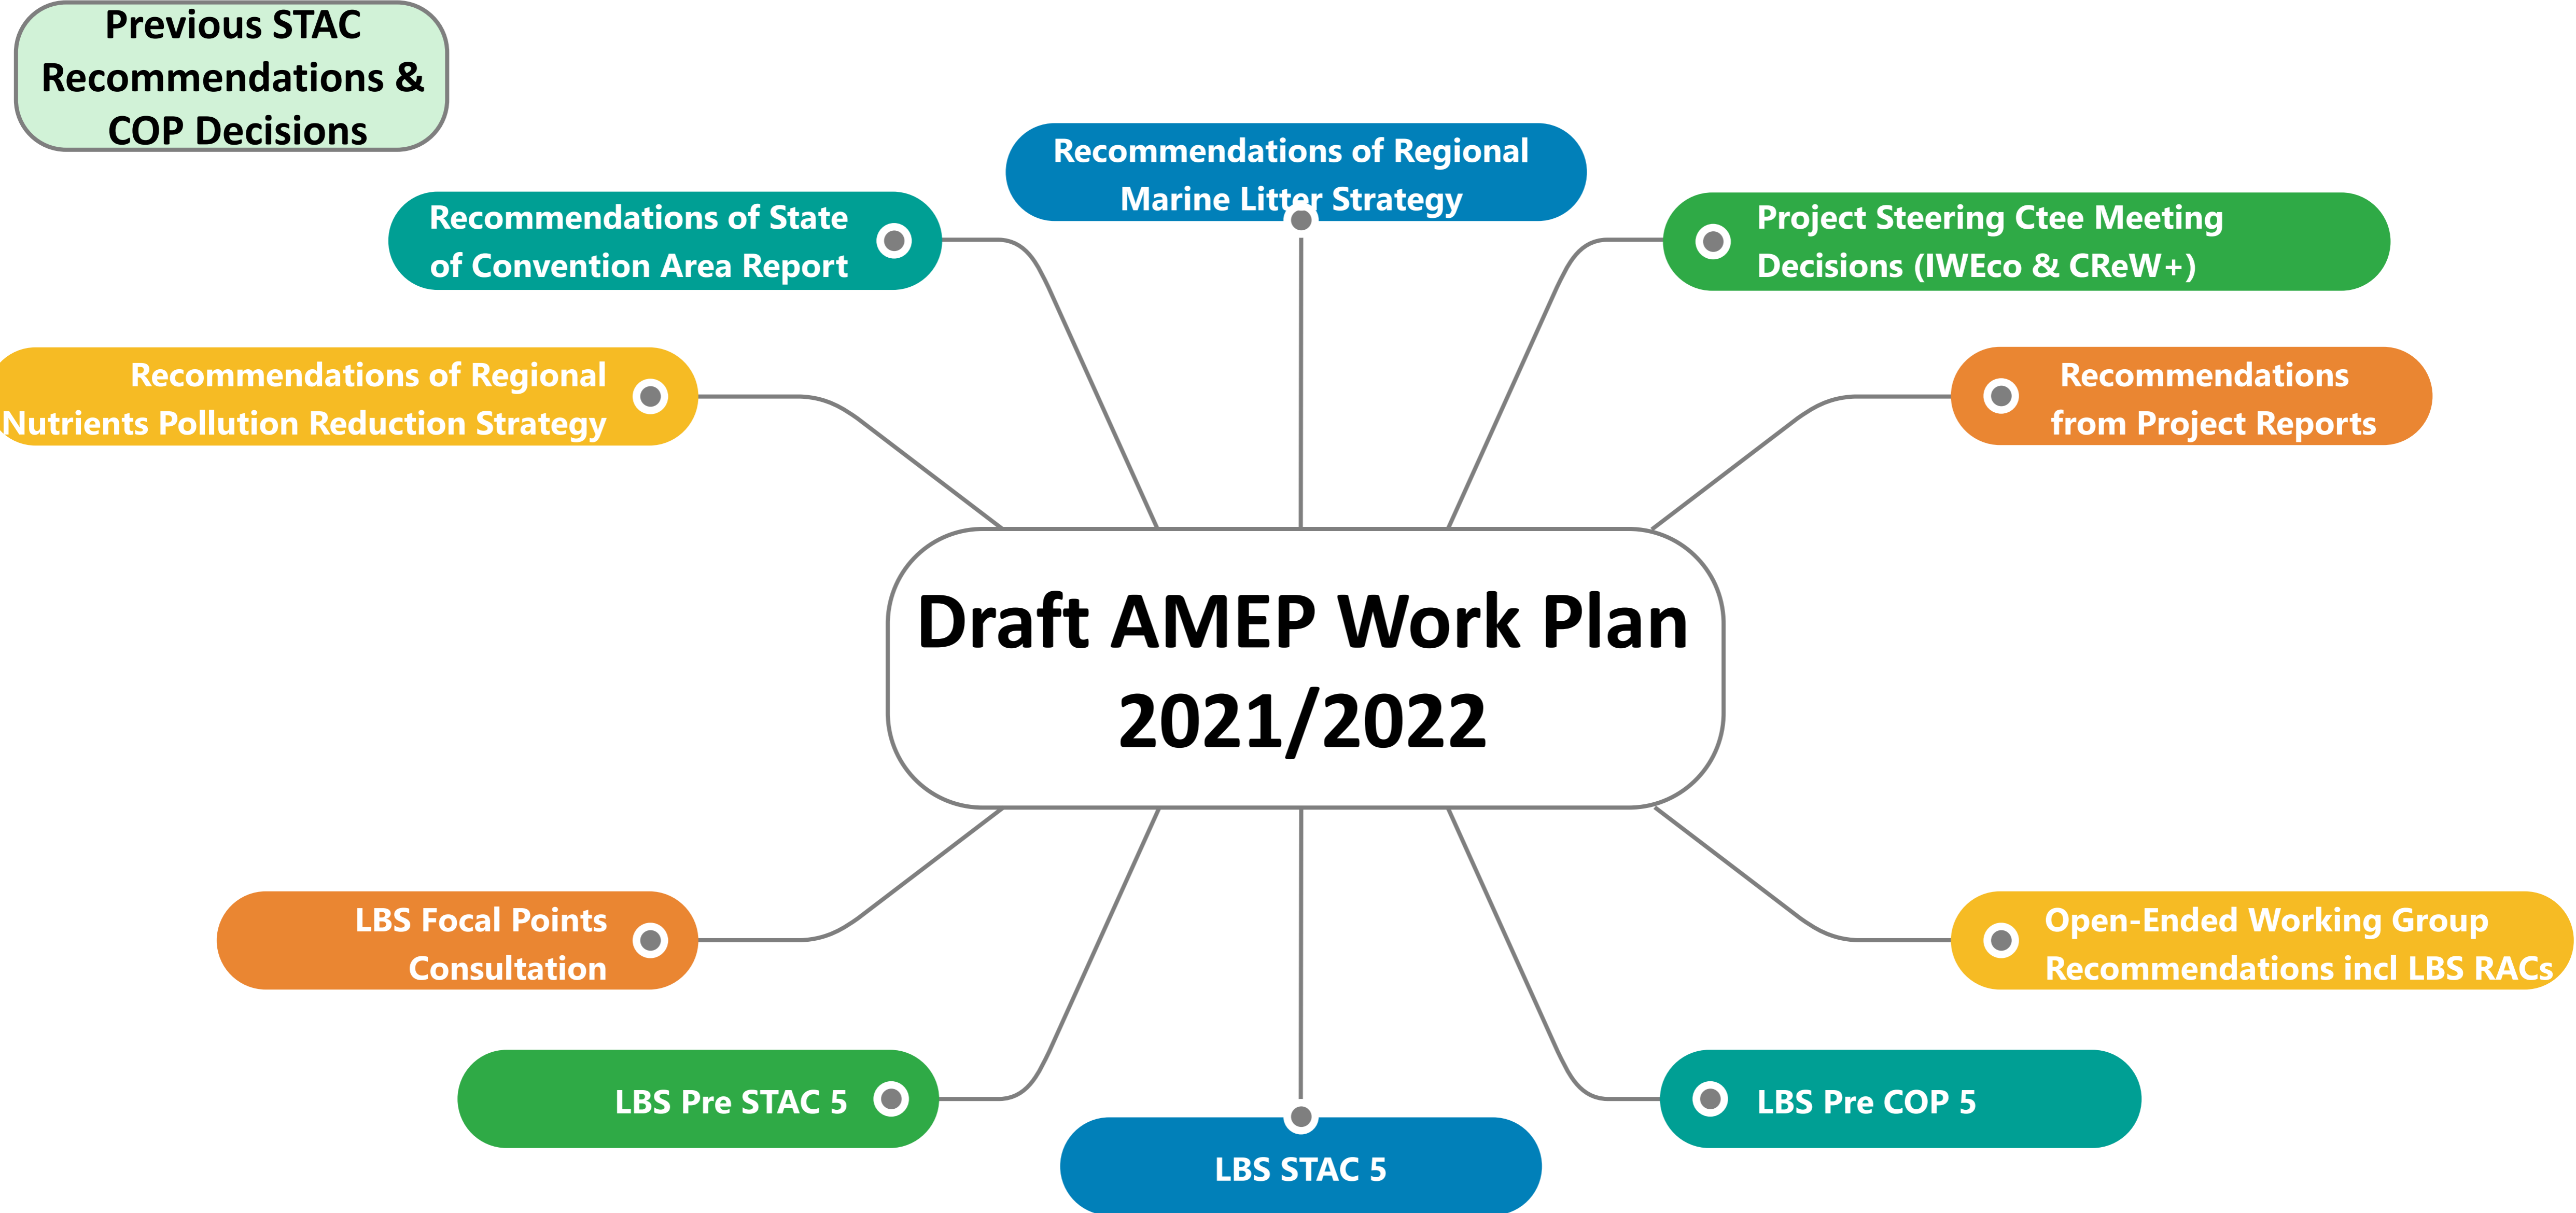 Previous STAC
Recommendations &
COP Decisions
Recommendations of Regional
Marine Litter Strategy
Recommendations of State
of Convention Area Report
Project Steering Ctee Meeting
Decisions (IWEco & CReW+)
Recommendations of Regional
Nutrients Pollution Reduction Strategy
Recommendations
from Project Reports
Draft AMEP Work Plan
2021/2022
LBS Focal Points
Consultation
Open-Ended Working Group
Recommendations incl LBS RACs
LBS Pre STAC 5
LBS Pre COP 5
LBS STAC 5